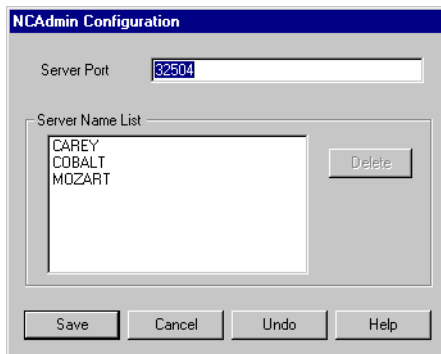 NCAdmin Configuration
Server Port 32504
Server Name List
CAREY
COBALT
MOZART
Delete
Save Cancel Undo Help